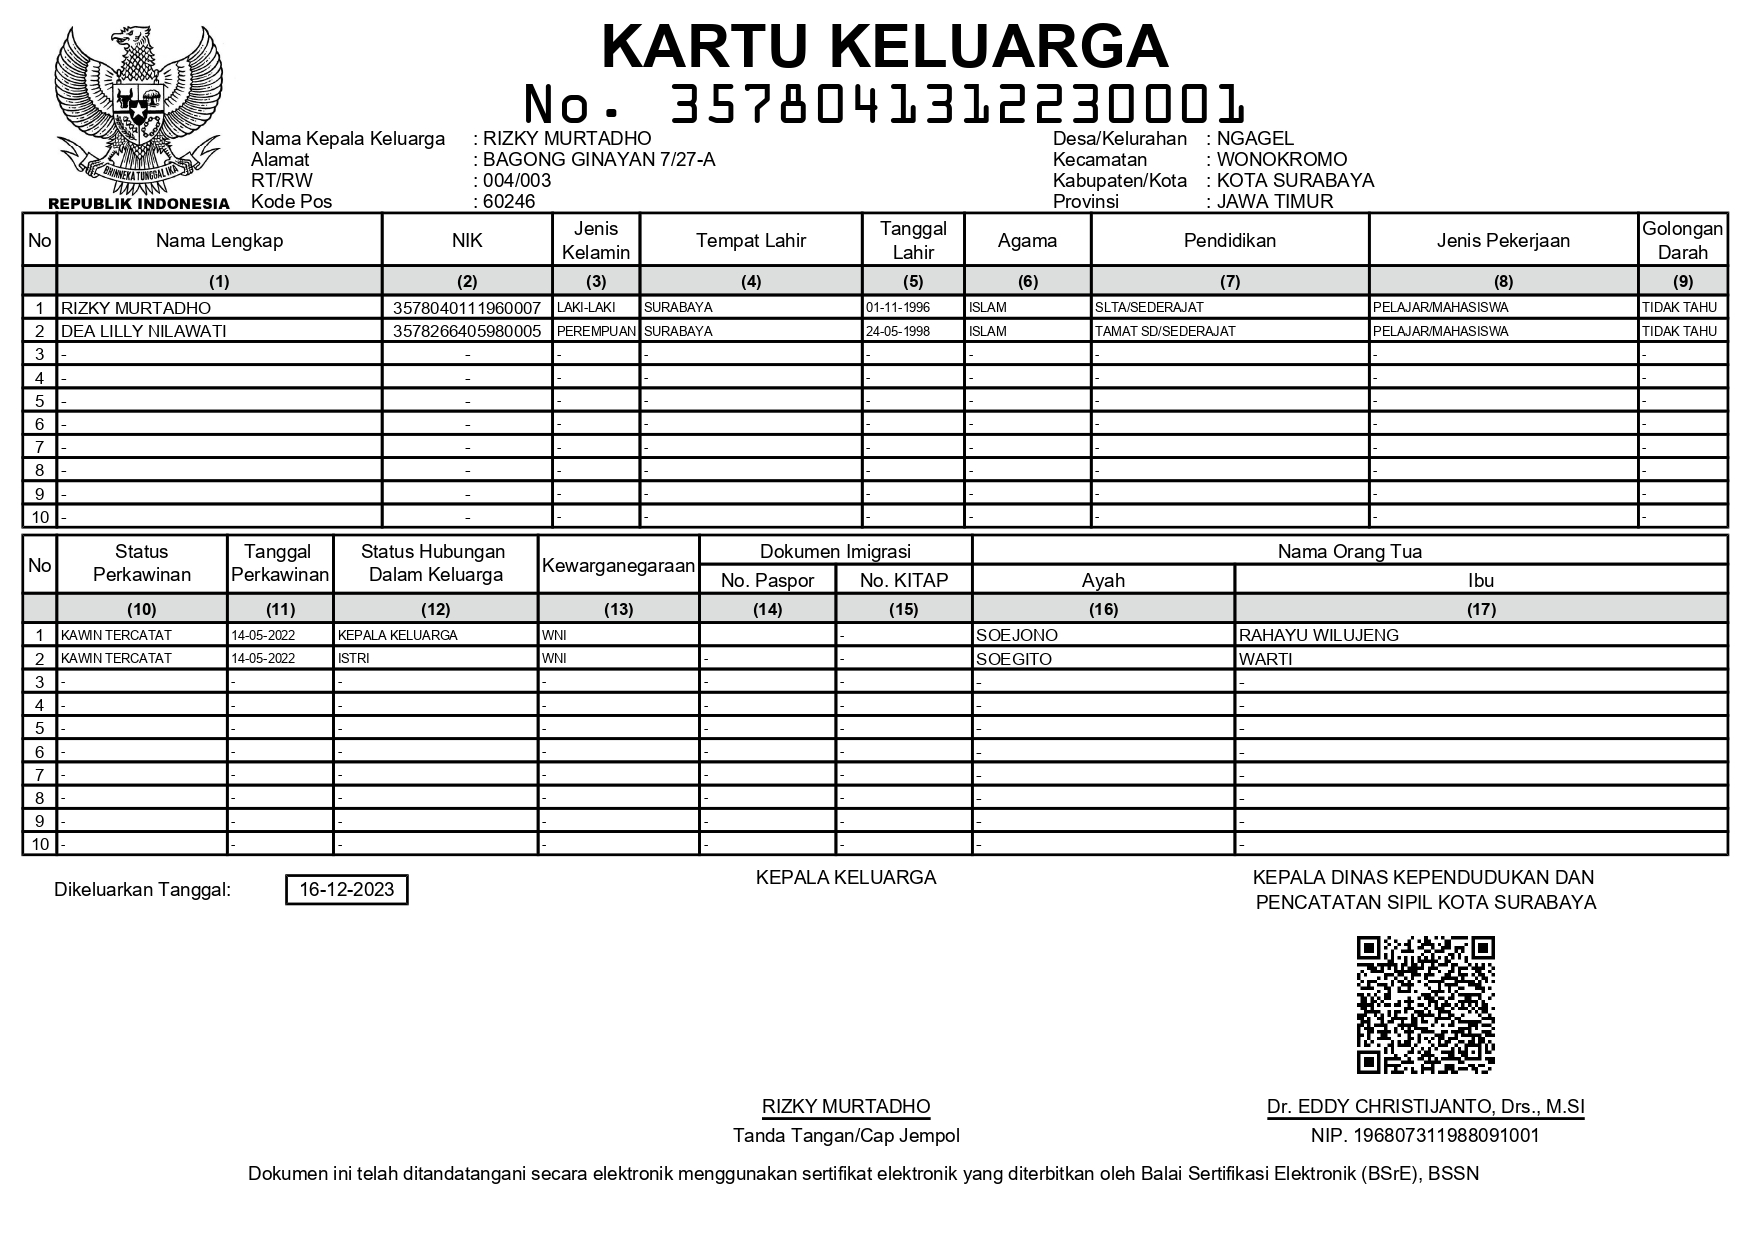 KARTU KELUARGA
No. 3578041312230001
BHINNEKA TUNGGAL IKA
REPUBLIK INDONESIA
Nama Kepala Keluarga : RIZKY MURTADHO Desa/Kelurahan : NGAGEL
Alamat : BAGONG GINAYAN 7/27-A Kecamatan : WONOKROMO
RT/RW : 004/003 Kabupaten/Kota : KOTA SURABAYA
Kode Pos : 60246 Provinsi : JAWA TIMUR
No Nama Lengkap NIK Jenis Kelamin Tempat Lahir Tanggal Lahir Agama Pendidikan Jenis Pekerjaan Golongan Darah
(1) (2) (3) (4) (5) (6) (7) (8) (9)
1 RIZKY MURTADHO 3578040111960007 LAKI-LAKI SURABAYA 01-11-1996 ISLAM SLTA/SEDERAJAT PELAJAR/MAHASISWA TIDAK TAHU
2 DEA LILLY NILAWATI 3578266405980005 PEREMPUAN SURABAYA 24-05-1998 ISLAM TAMAT SD/SEDERAJAT PELAJAR/MAHASISWA TIDAK TAHU
3 - - - - - - - - -
4 - - - - - - - - -
5 - - - - - - - - -
6 - - - - - - - - -
7 - - - - - - - - -
8 - - - - - - - - -
9 - - - - - - - - -
10 - - - - - - - - -
No Status Perkawinan Tanggal Perkawinan Status Hubungan Dalam Keluarga Kewarganegaraan Dokumen Imigrasi Nama Orang Tua
No. Paspor No. KITAP Ayah Ibu
(10) (11) (12) (13) (14) (15) (16) (17)
1 KAWIN TERCATAT 14-05-2022 KEPALA KELUARGA WNI - SOEJONO RAHAYU WILUJENG
2 KAWIN TERCATAT 14-05-2022 ISTRI WNI - - SOEGITO WARTI
3 - - - - - - - -
4 - - - - - - - -
5 - - - - - - - -
6 - - - - - - - -
7 - - - - - - - -
8 - - - - - - - -
9 - - - - - - - -
10 - - - - - - - -
Dikeluarkan Tanggal: 16-12-2023
KEPALA KELUARGA
RIZKY MURTADHO
Tanda Tangan/Cap Jempol
KEPALA DINAS KEPENDUDUKAN DAN
PENCATATAN SIPIL KOTA SURABAYA
Dr. EDDY CHRISTIJANTO, Drs., M.SI
NIP. 196807311988091001
Dokumen ini telah ditandatangani secara elektronik menggunakan sertifikat elektronik yang diterbitkan oleh Balai Sertifikasi Elektronik (BSrE), BSSN